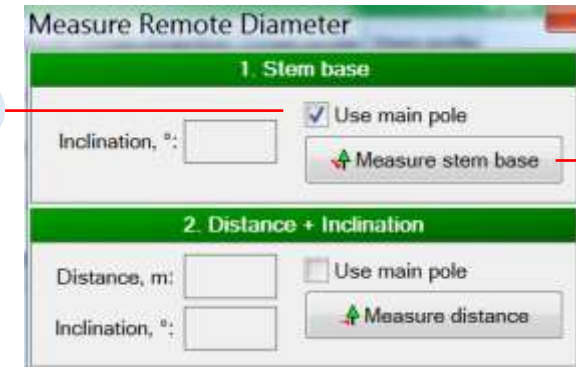 Measure Remote Diameter
1. Stem base
Use main pole
Inclination, °:
Measure stem base
2. Distance + Inclination
Distance, m:
Use main pole
Inclination, °:
Measure distance